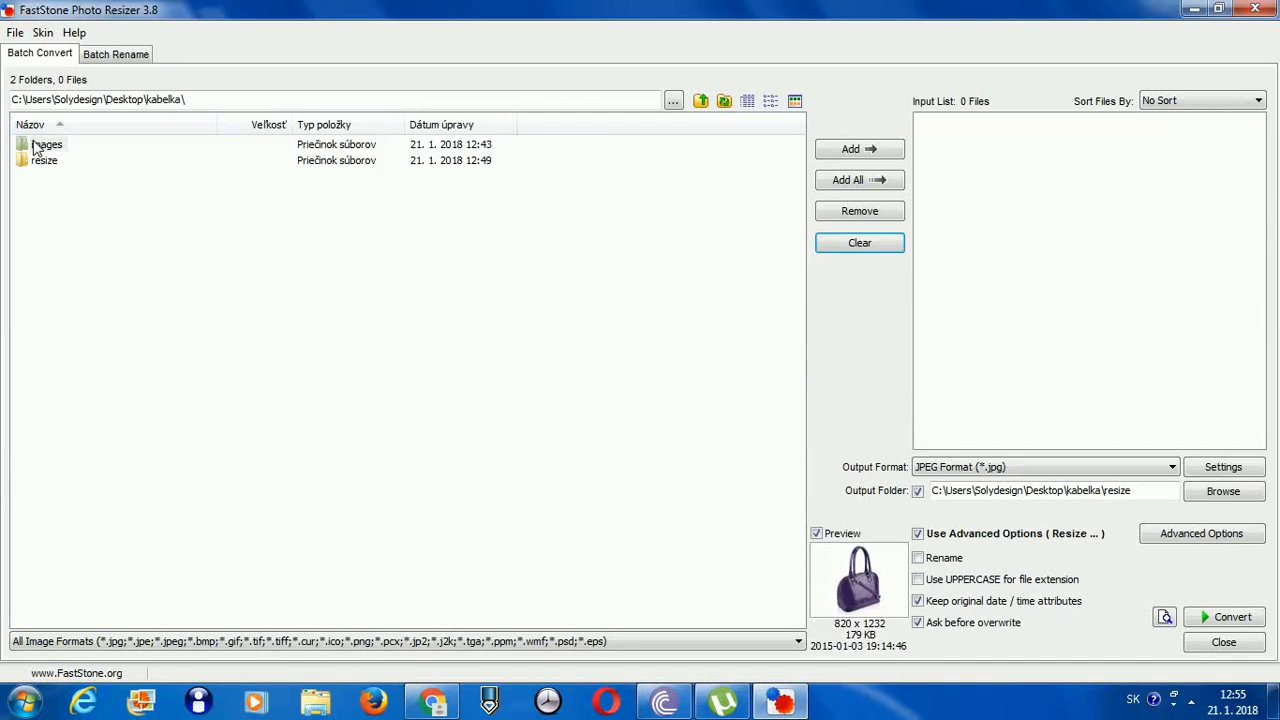 FastStone Photo Resizer 3.8
File Skin Help
Batch Convert Batch Rename
2 Folders, 0 Files
C:\Users\Solydesign\Desktop\kabelka\ ...
Input List: 0 Files Sort Files By: No Sort
Názov Veľkosť Typ položky Dátum úpravy
images Priečinok súborov 21. 1. 2018 12:43
resize Priečinok súborov 21. 1. 2018 12:49
Add
Add All
Remove
Clear
Output Format: JPEG Format (*.jpg) Settings
Output Folder: C:\Users\Solydesign\Desktop\kabelka\resize Browse
Preview
Use Advanced Options ( Resize ... ) Advanced Options
Rename
Use UPPERCASE for file extension
Keep original date / time attributes
Ask before overwrite
820 x 1232
179 KB
2015-01-03 19:14:46
Convert
Close
All Image Formats (*.jpg;*.jpe;*.jpeg;*.bmp;*.gif;*.tif;*.tiff;*.cur;*.ico;*.png;*.pcx;*.jp2;*.j2k;*.tga;*.ppm;*.wmf;*.psd;*.eps)
www.FastStone.org
SK 12:55
21. 1. 2018